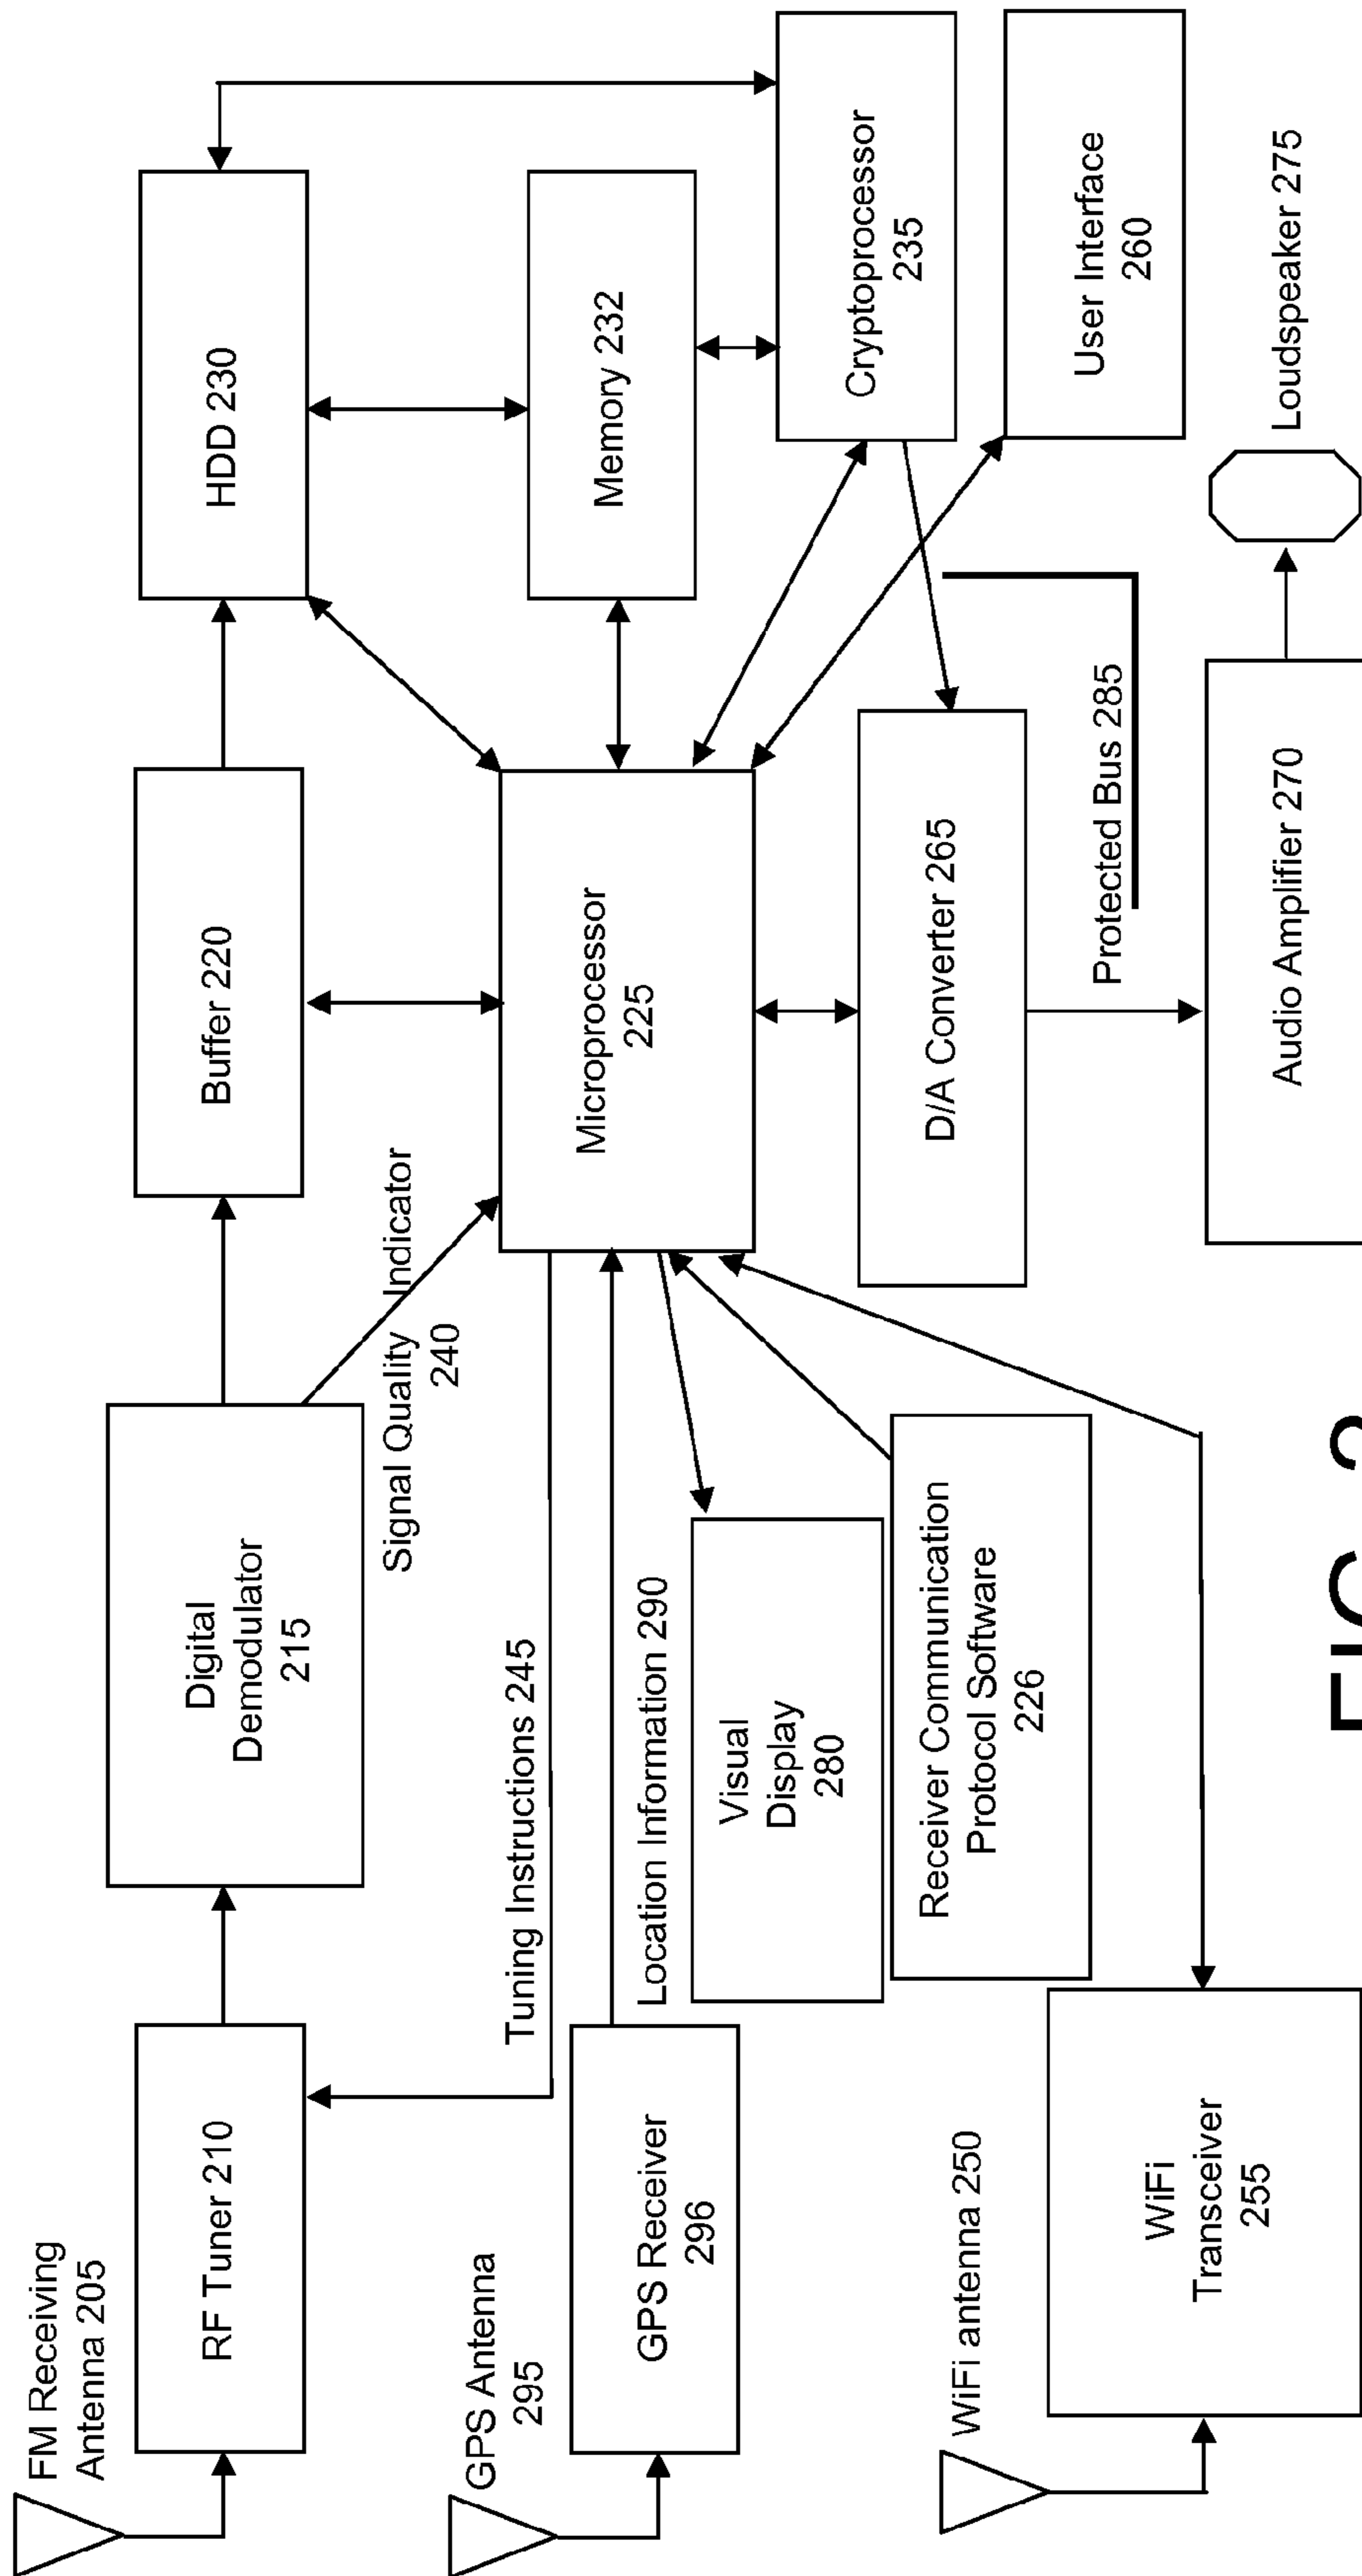 FM Receiving
Antenna 205
RF Tuner 210
Digital
Demodulator
215
Buffer 220
HDD 230
Signal Quality Indicator
240
Tuning Instructions 245
GPS Antenna
295
GPS Receiver
296
Location Information 290
Microprocessor
225
Memory 232
Visual
Display
280
Receiver Communication
Protocol Software
226
D/A Converter 265
Cryptoprocessor
235
User Interface
260
Protected Bus 285
WiFi antenna 250
WiFi
Transceiver
255
Audio Amplifier 270
Loudspeaker 275